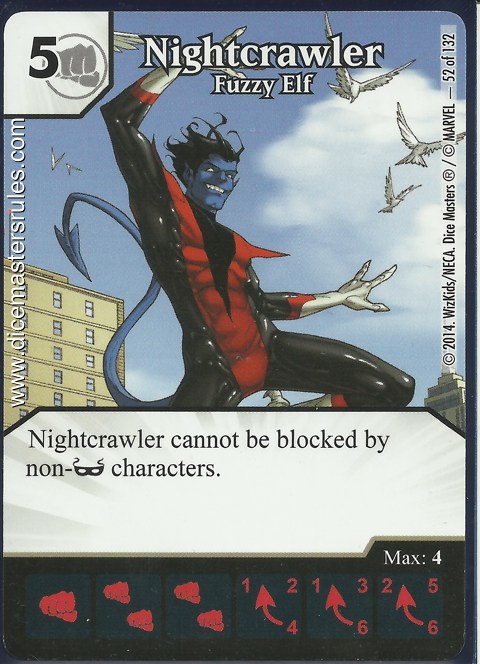 5
Nightcrawler
Fuzzy Elf
www.dicemastersrules.com
© 2014. WizKids/NECA. Dice Masters ® / © MARVEL — 52 of 132
Nightcrawler cannot be blocked by
non- characters.
Max: 4
1 2 4 1 3 6 2 5 6